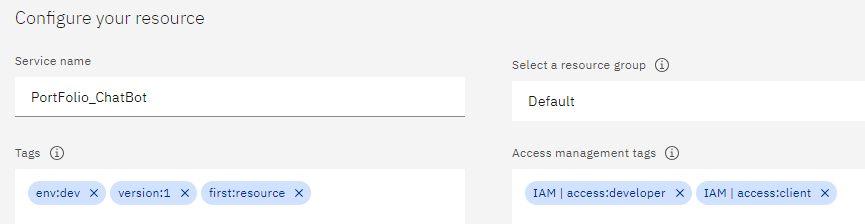 Configure your resource
Service name
Select a resource group
PortFolio_ChatBot
Default
Tags
Access management tags
env:dev version:1 first:resource
IAM | access:developer IAM | access:client